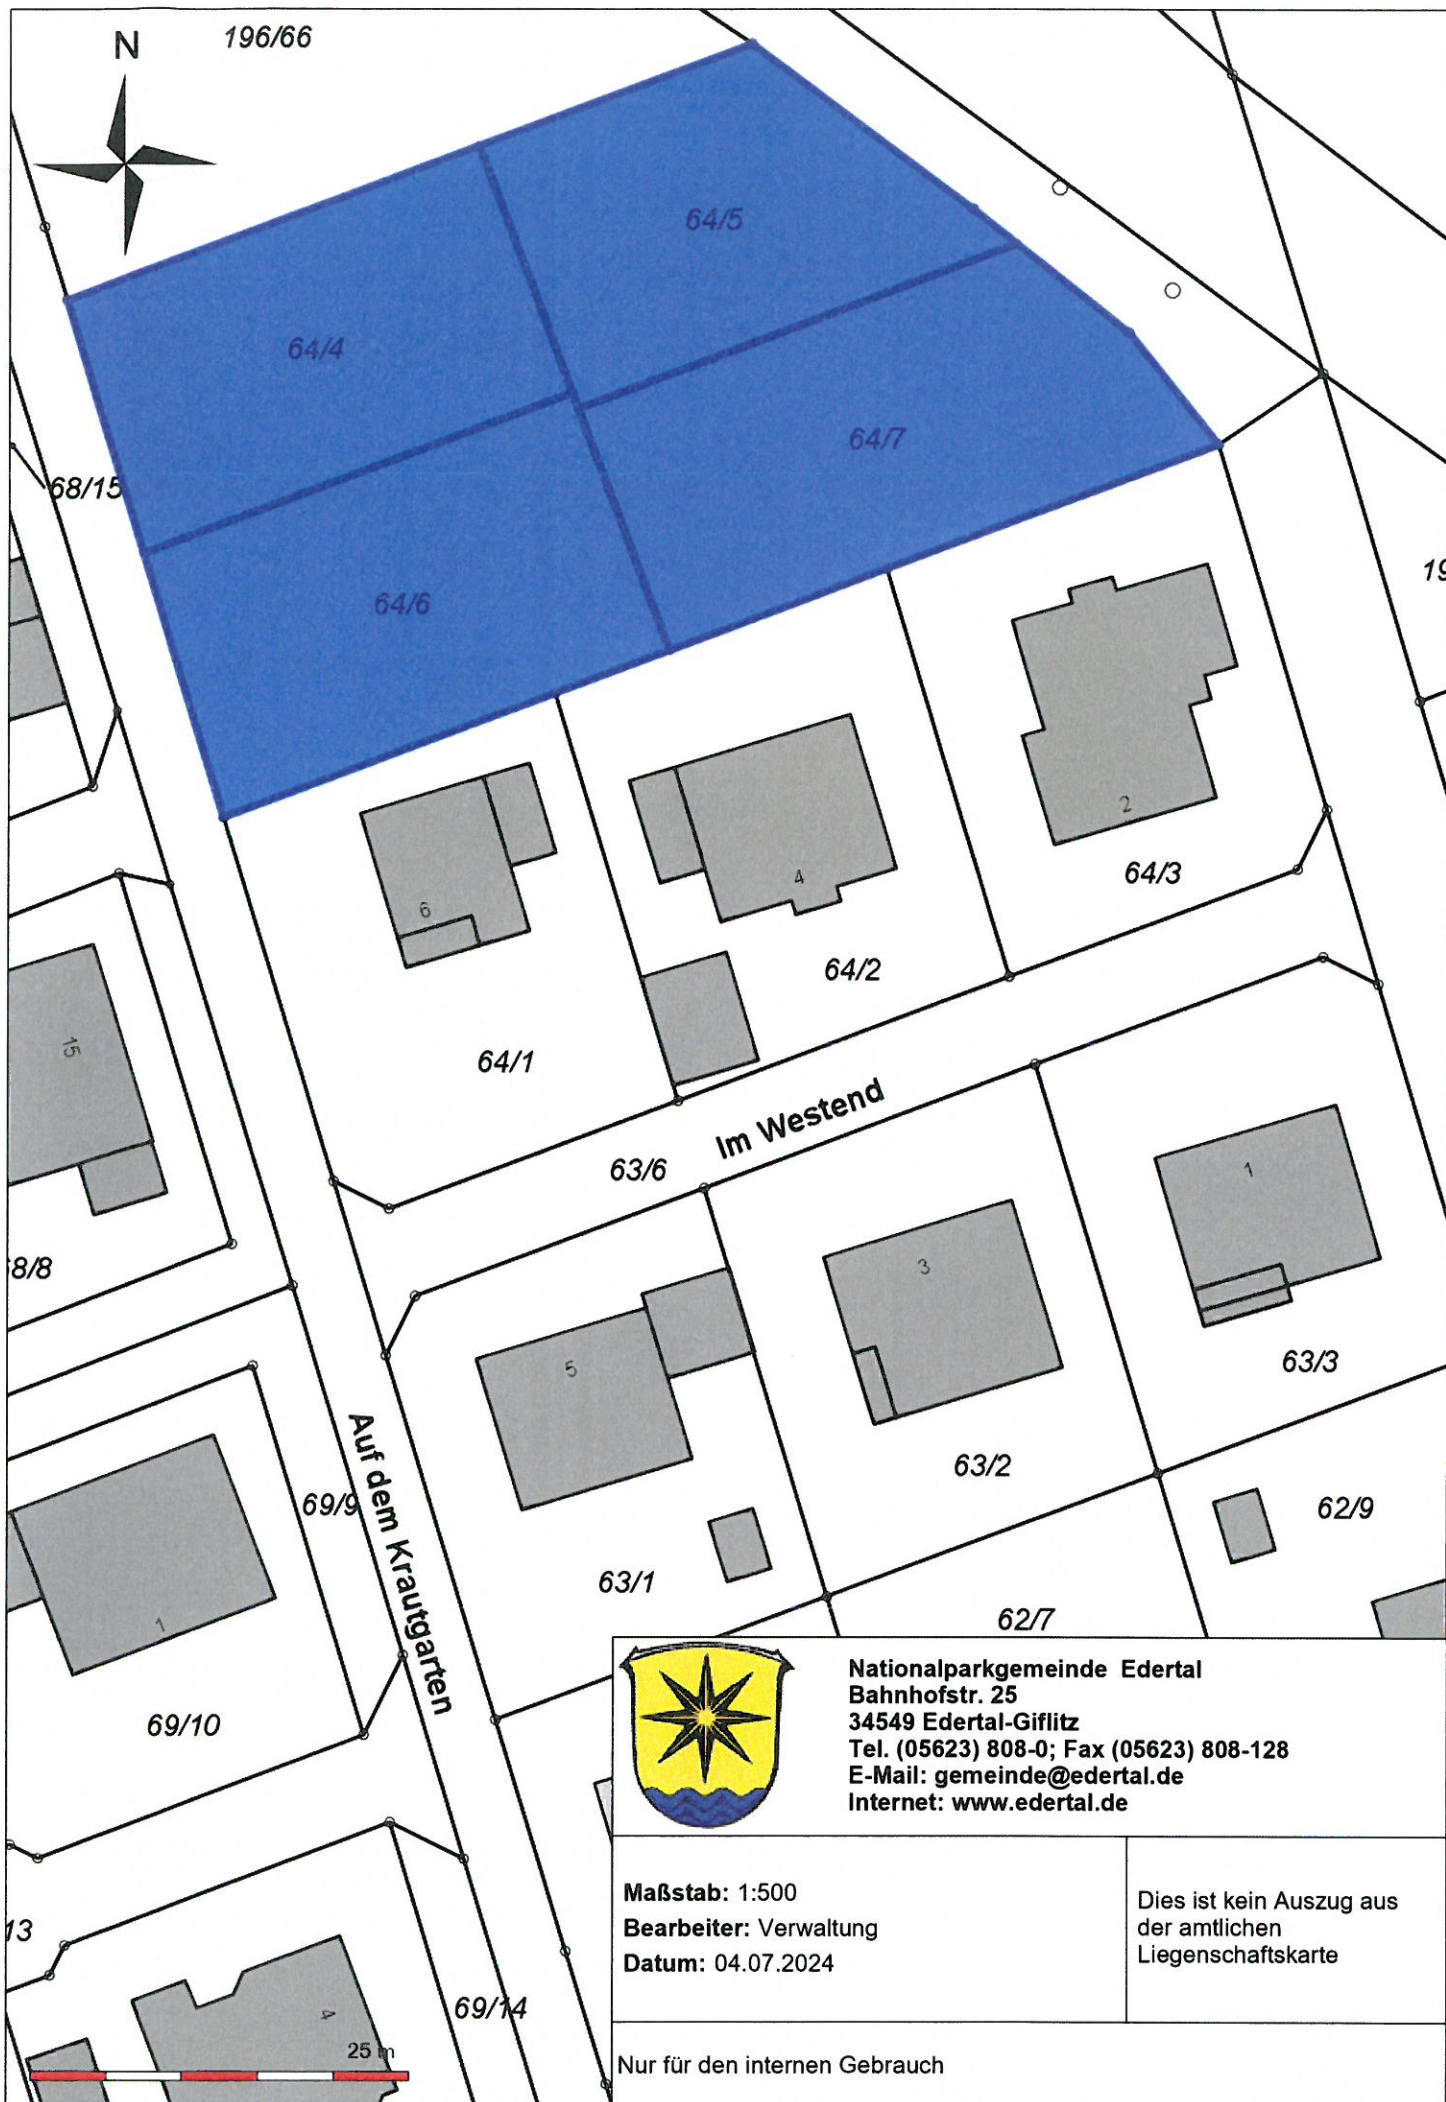 N
196/66
64/5
64/4
64/7
68/15
64/6
19
2
64/3
4
6
64/2
15
64/1
Im Westend
63/6
1
3
8/8
5
63/3
63/2
62/9
Auf dem Krautgarten
69/9
63/1
1
62/7
69/10
Nationalparkgemeinde Edertal
Bahnhofstr. 25
34549 Edertal-Giflitz
Tel. (05623) 808-0; Fax (05623) 808-128
E-Mail: gemeinde@edertal.de
Internet: www.edertal.de
Maßstab: 1:500
Bearbeiter: Verwaltung
Datum: 04.07.2024
Dies ist kein Auszug aus
der amtlichen
Liegenschaftskarte
13
69/14
4
25 m
Nur für den internen Gebrauch